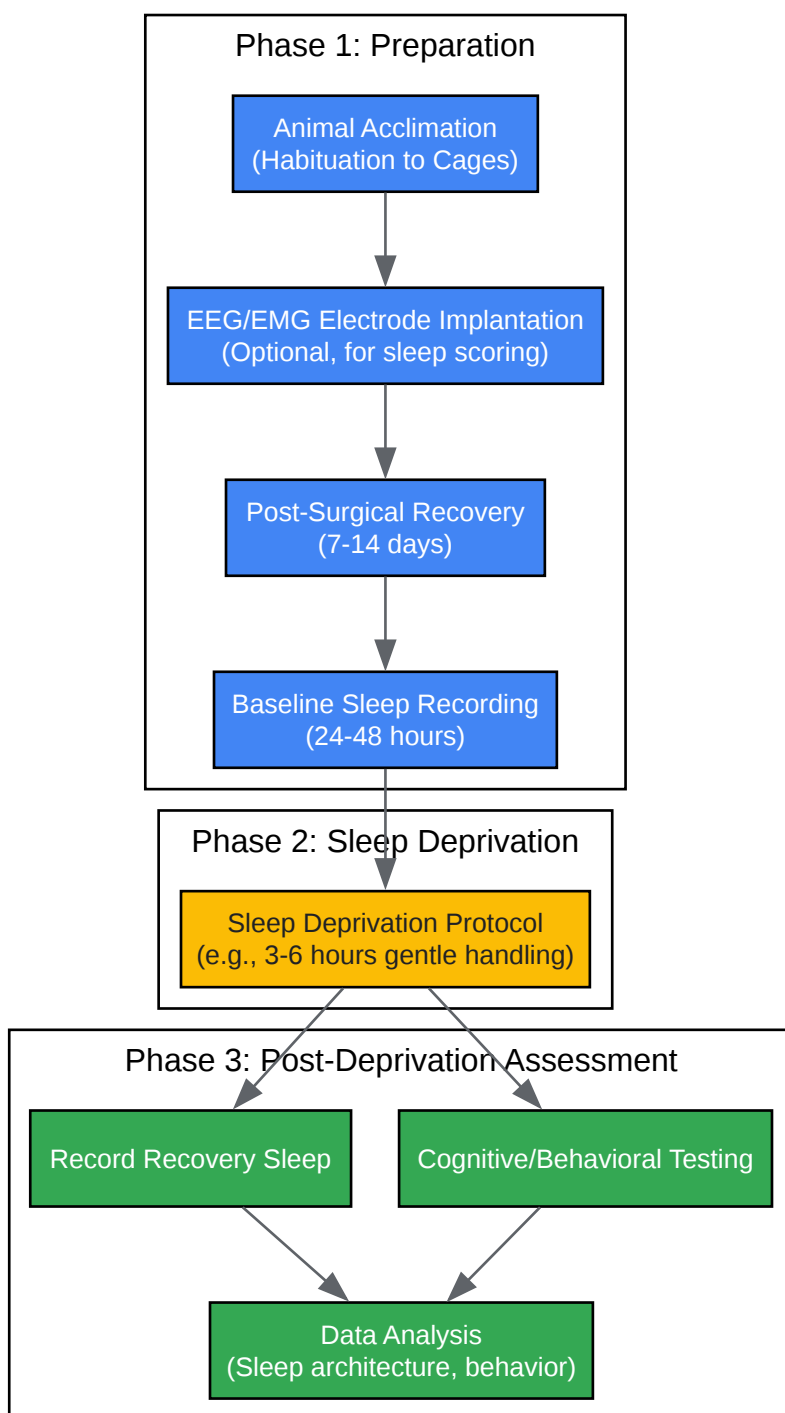 Phase 1: Preparation
Animal Acclimation
(Habituation to Cages)
EEG/EMG Electrode Implantation
(Optional, for sleep scoring)
Post-Surgical Recovery
(7-14 days)
Baseline Sleep Recording
(24-48 hours)
Phase 2: Sleep Deprivation
Sleep Deprivation Protocol
(e.g., 3-6 hours gentle handling)
Phase 3: Post-Deprivation Assessment
Record Recovery Sleep
Cognitive/Behavioral Testing
Data Analysis
(Sleep architecture, behavior)